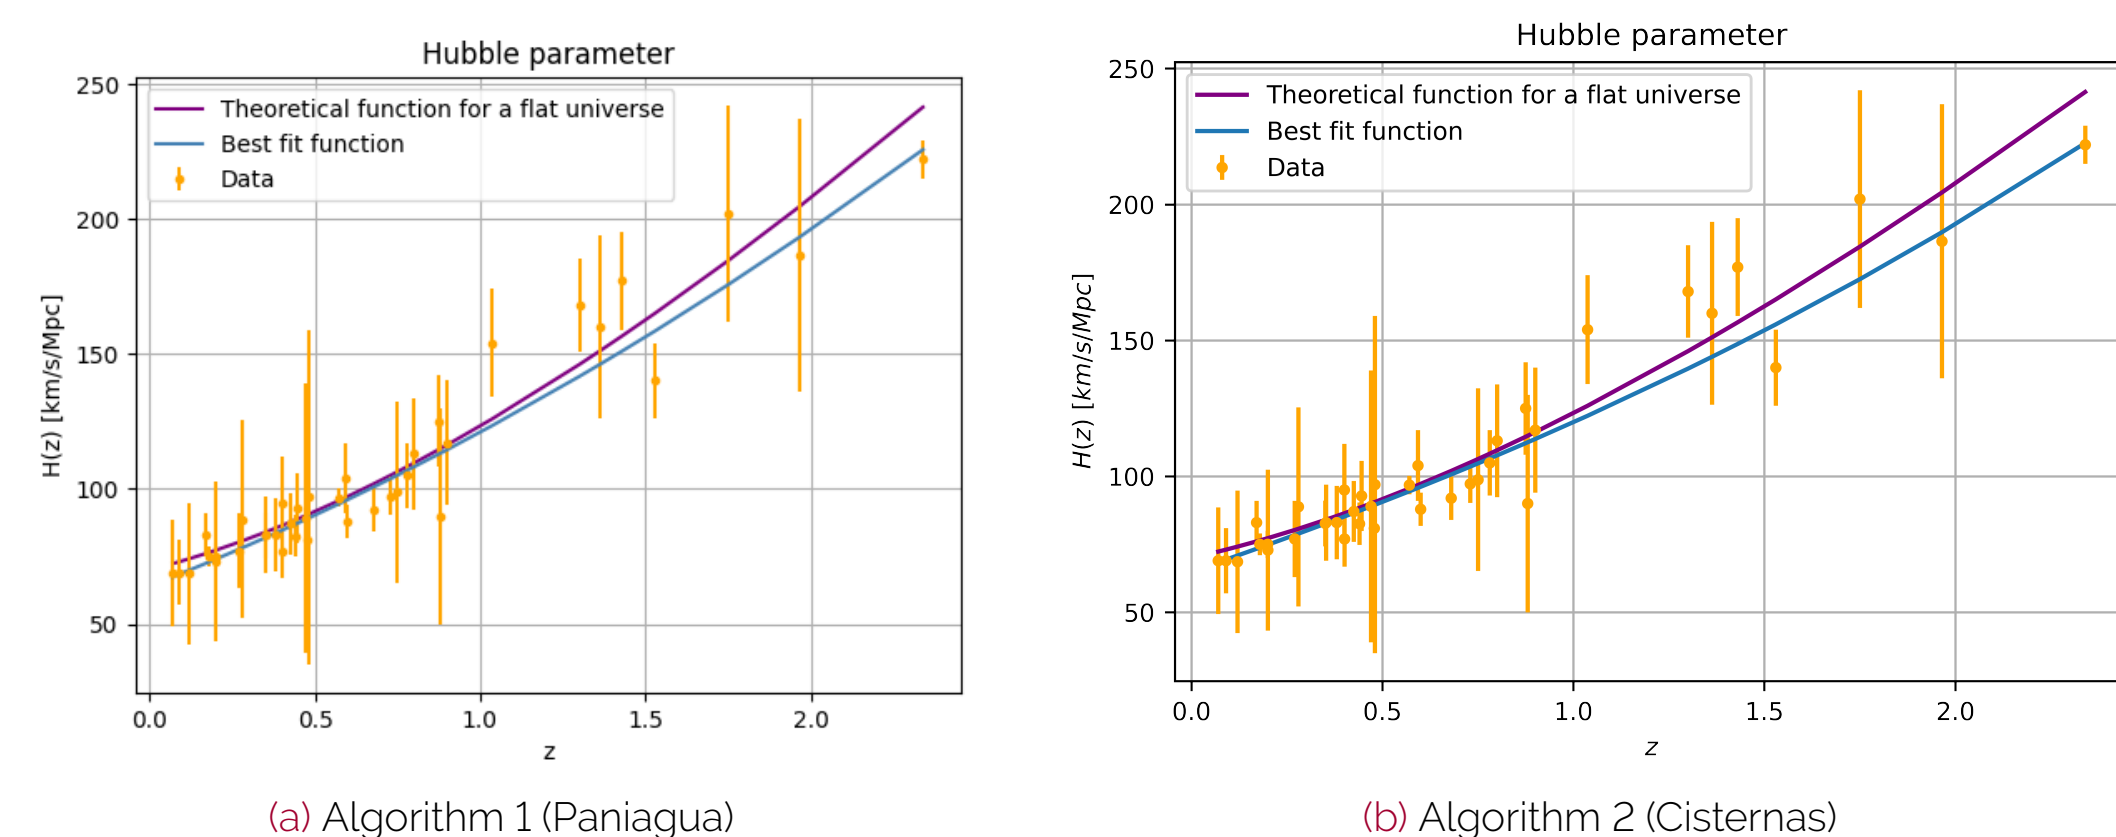 Hubble parameter
Theoretical function for a flat universe
Best fit function
Data
250
200
150
100
50
H(z) [km/s/Mpc]
0.0 0.5 1.0 1.5 2.0
z
(a) Algorithm 1 (Paniagua)
Hubble parameter
Theoretical function for a flat universe
Best fit function
Data
250
200
150
100
50
H(z) [km/s/Mpc]
0.0 0.5 1.0 1.5 2.0
z
(b) Algorithm 2 (Cisternas)